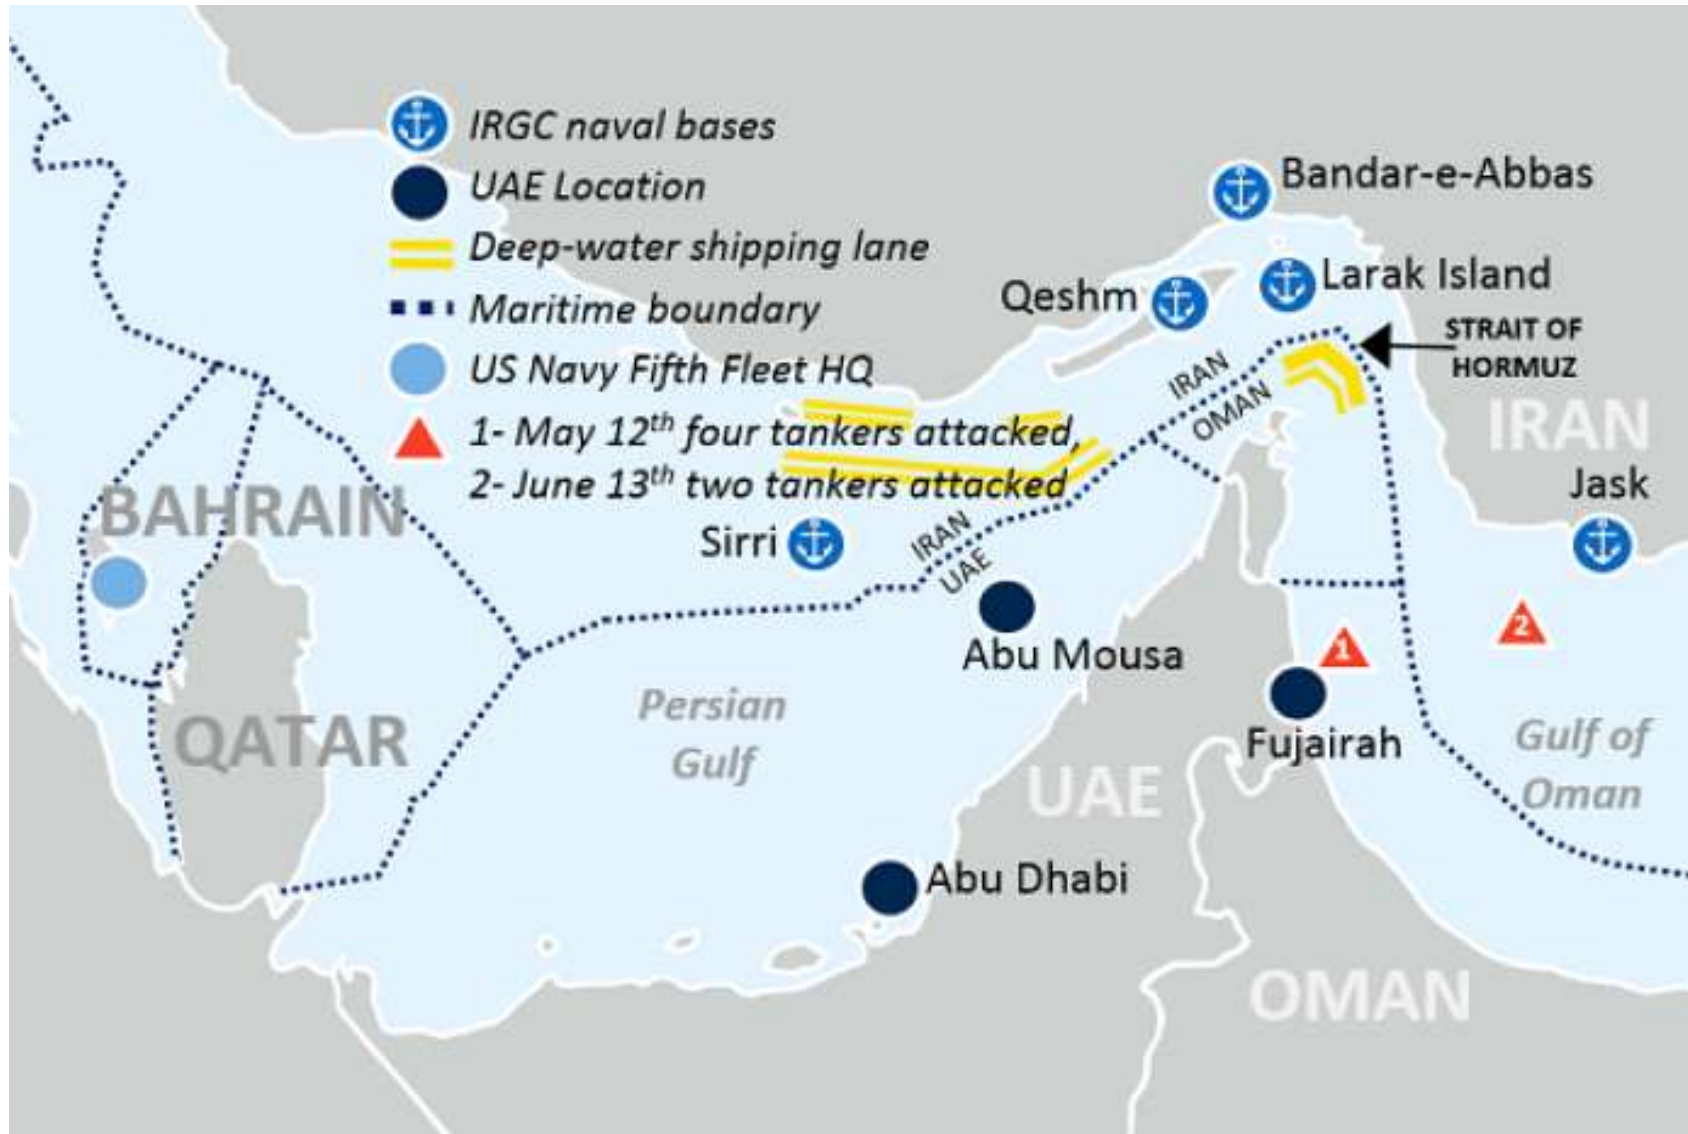 IRGC naval bases
UAE Location
Deep-water shipping lane
Maritime boundary
US Navy Fifth Fleet HQ
1- May 12th four tankers attacked,
2- June 13th two tankers attacked
Bandar-e-Abbas
Qeshm
Larak Island
STRAIT OF
HORMUZ
IRAN
OMAN
IRAN
Jask
BAHRAIN
Sirri
IRAN
UAE
Abu Mousa
2
1
Persian
Gulf
QATAR
Fujairah
Gulf of
Oman
UAE
Abu Dhabi
OMAN